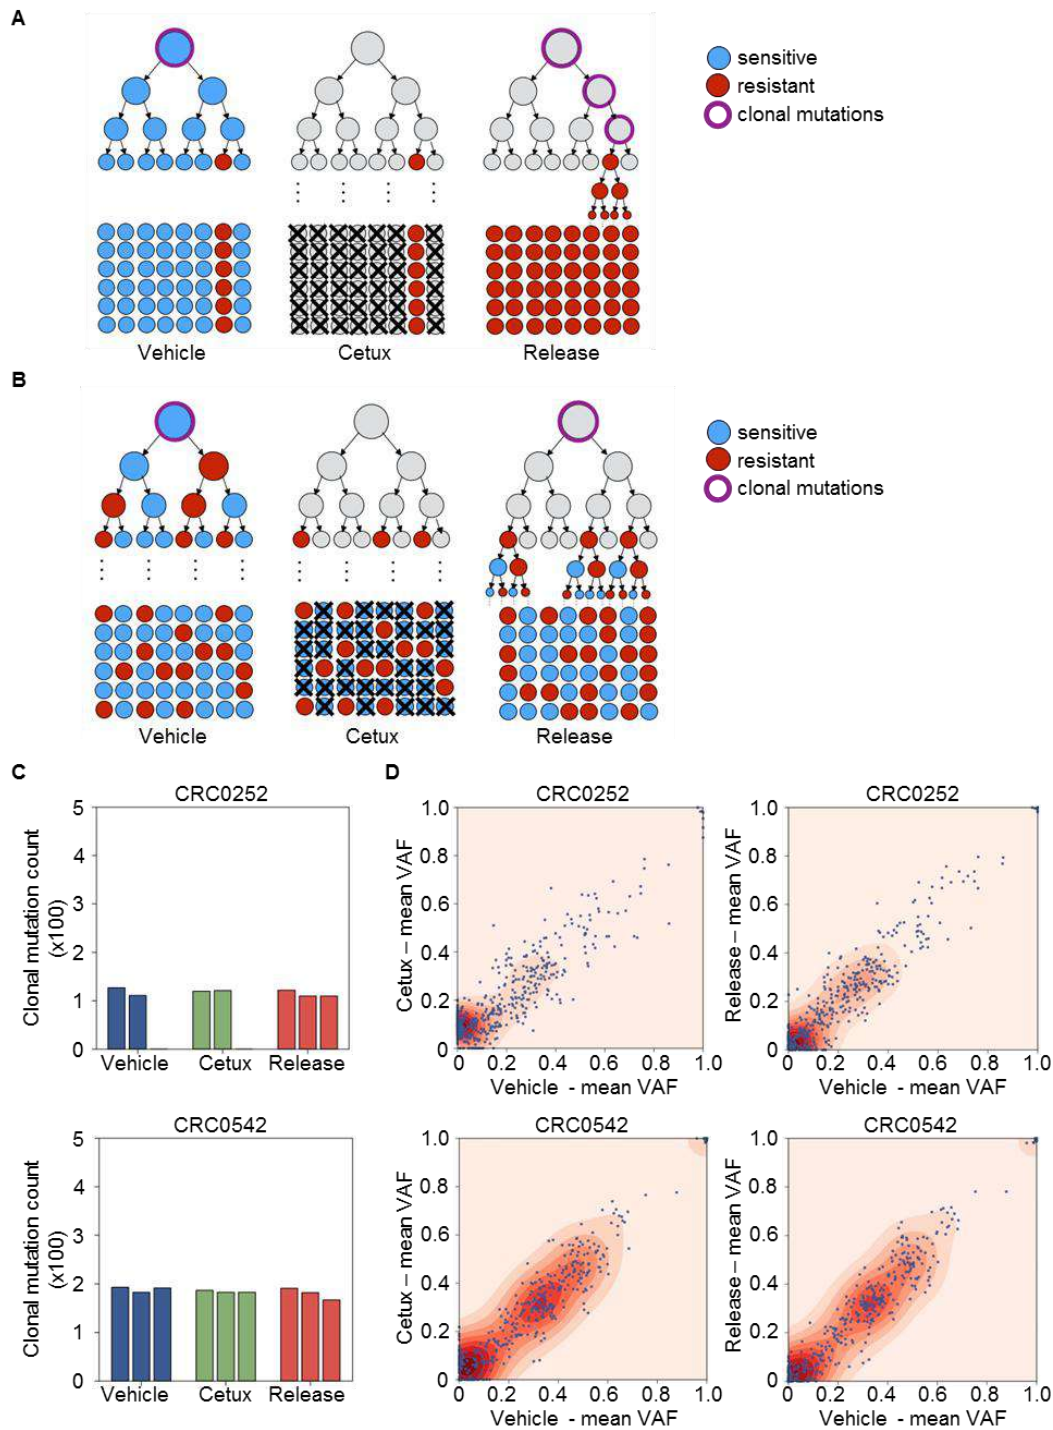 A
sensitive
resistant
clonal mutations
Vehicle
Cetux
Release
B
sensitive
resistant
clonal mutations
Vehicle
Cetux
Release
C
CRC0252
Clonal mutation count
(x100)
5
4
3
2
1
0
Vehicle
Cetux
Release
CRC0542
Clonal mutation count
(x100)
5
4
3
2
1
0
Vehicle
Cetux
Release
D
CRC0252
Cetux – mean VAF
1.0
0.8
0.6
0.4
0.2
0
0 0.2 0.4 0.6 0.8 1.0
Vehicle - mean VAF
CRC0252
Release – mean VAF
1.0
0.8
0.6
0.4
0.2
0
0 0.2 0.4 0.6 0.8 1.0
Vehicle - mean VAF
CRC0542
Cetux – mean VAF
1.0
0.8
0.6
0.4
0.2
0
0 0.2 0.4 0.6 0.8 1.0
Vehicle - mean VAF
CRC0542
Release – mean VAF
1.0
0.8
0.6
0.4
0.2
0
0 0.2 0.4 0.6 0.8 1.0
Vehicle - mean VAF